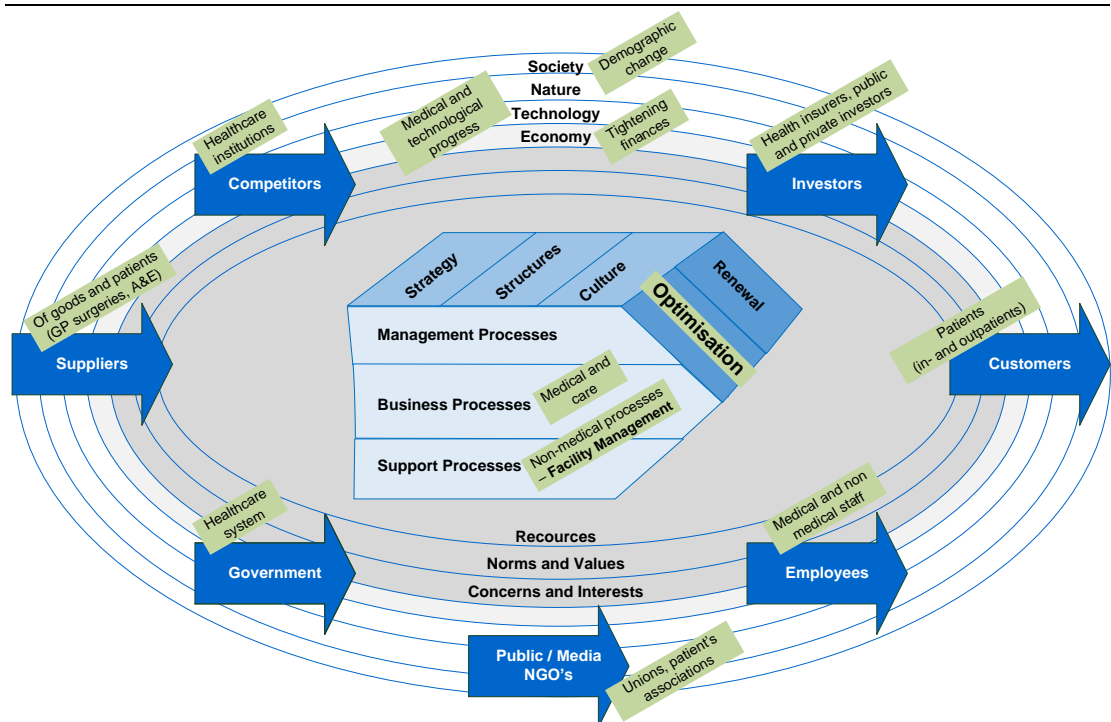 Society
Demographic
change
Nature
Technology
Economy
Medical and
technological
progress
Tightening
finances
Healthcare
institutions
Competitors
Health insurers, public
and private investors
Investors
Of goods and patients
(GP surgeries, A&E)
Suppliers
Patients
(in- and outpatients)
Customers
Strategy
Structures
Culture
Optimisation
Renewal
Management Processes
Business Processes
Medical and
care
Support Processes
Non-medical processes
– Facility Management
Healthcare
system
Government
Recources
Norms and Values
Concerns and Interests
Medical and non
medical staff
Employees
Public / Media
NGO's
Unions, patient's
associations